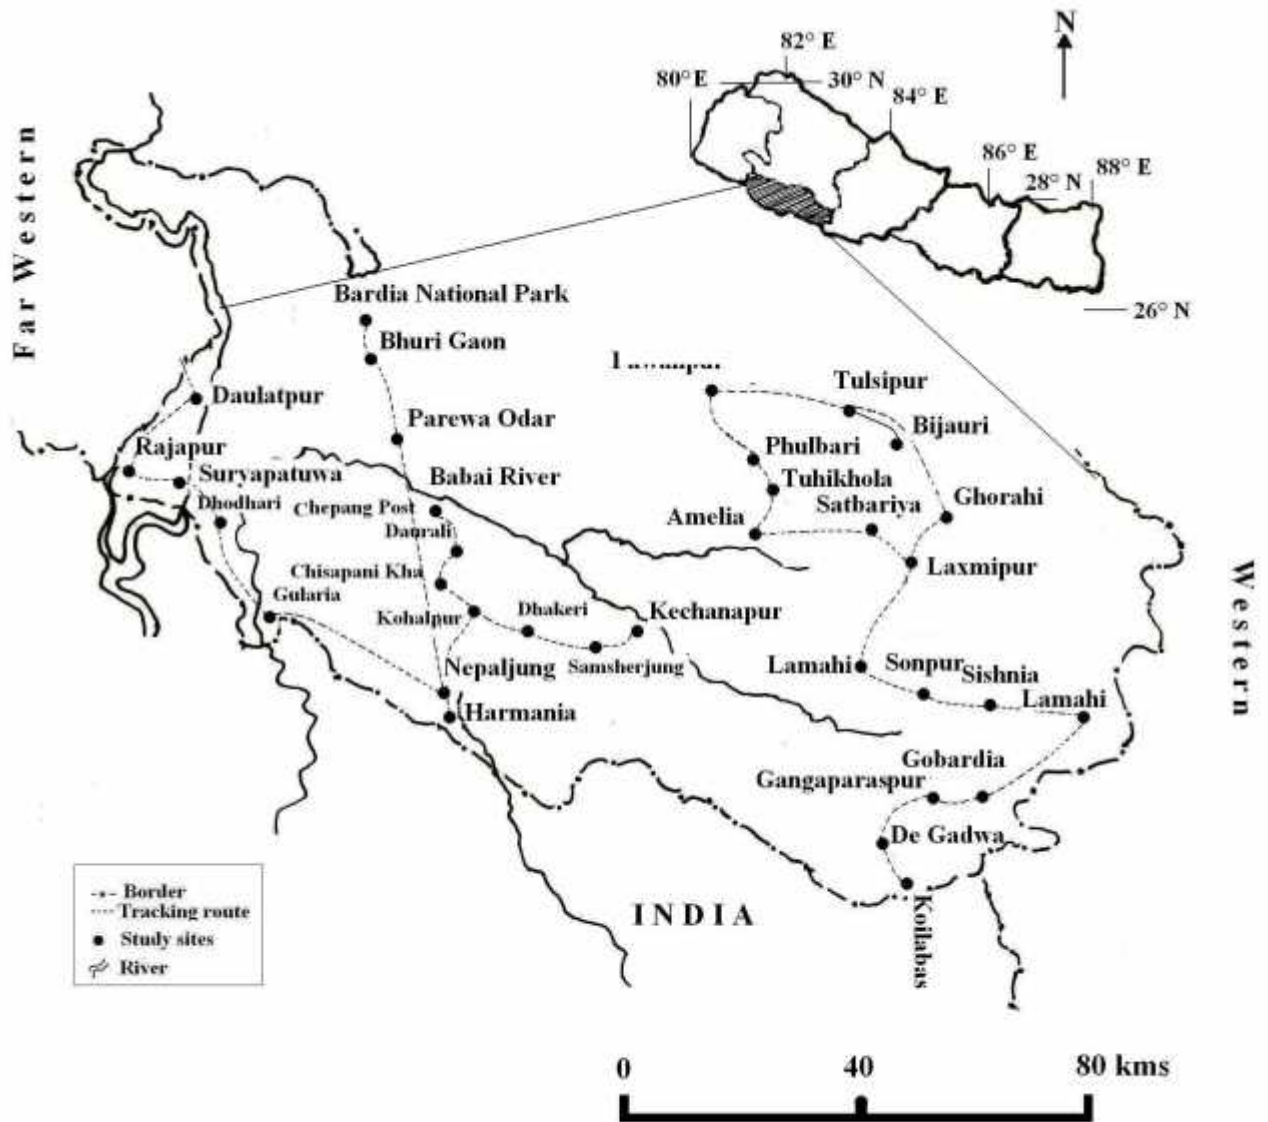 N
82° E
80° E
30° N
84° E
86° E
28° N
88° E
26° N
Far Western
Bardia National Park
Bhuri Gaon
Tulsipur
Daulatpur
Parewa Odar
Bijauri
Rajapur
Phulbari
Suryapatuwa
Babai River
Tuhikhola
Dhodhari
Chepang Post
Satbariya
Ghorahi
Amelia
Daurali
Chisapani Kha
Laxmipur
Gularia
Western
Kohalpur
Dhakeri
Kechanapur
Nepaljung
Samsherjung
Lamahi
Sonpur
Sishnia
Lamahi
Harmania
Gobardia
Gangaparaspur
De Gadwa
Border
Tracking route
Study sites
River
INDIA
Koilabas
0 40 80 kms